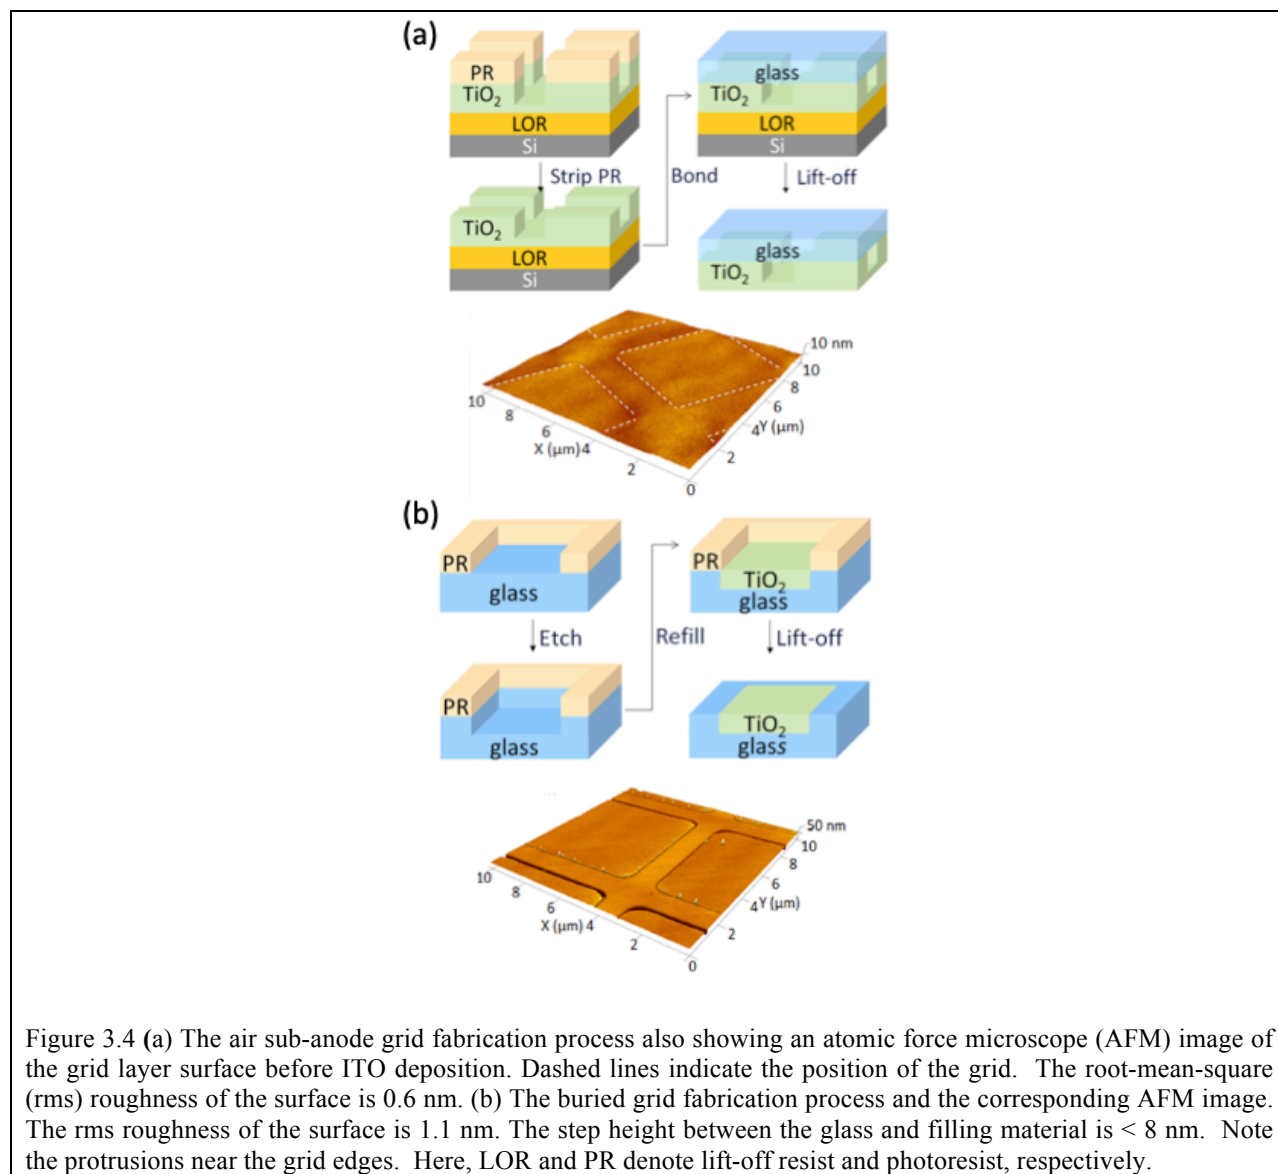 (a)
PR
TiO2
LOR
Si
Strip PR
TiO2
LOR
Si
Bond
glass
TiO2
LOR
Si
Lift-off
glass
TiO2
10 nm
10
8
6
4 Y (µm)
2
0
10
8
6
X (µm) 4
2
(b)
PR
glass
Etch
PR
glass
Refill
PR
TiO2
glass
Lift-off
TiO2
glass
50 nm
10
8
6
4 Y (µm)
2
0
10
8
6
X (µm) 4
2
Figure 3.4 (a) The air sub-anode grid fabrication process also showing an atomic force microscope (AFM) image of
the grid layer surface before ITO deposition. Dashed lines indicate the position of the grid. The root-mean-square
(rms) roughness of the surface is 0.6 nm. (b) The buried grid fabrication process and the corresponding AFM image.
The rms roughness of the surface is 1.1 nm. The step height between the glass and filling material is < 8 nm. Note
the protrusions near the grid edges. Here, LOR and PR denote lift-off resist and photoresist, respectively.